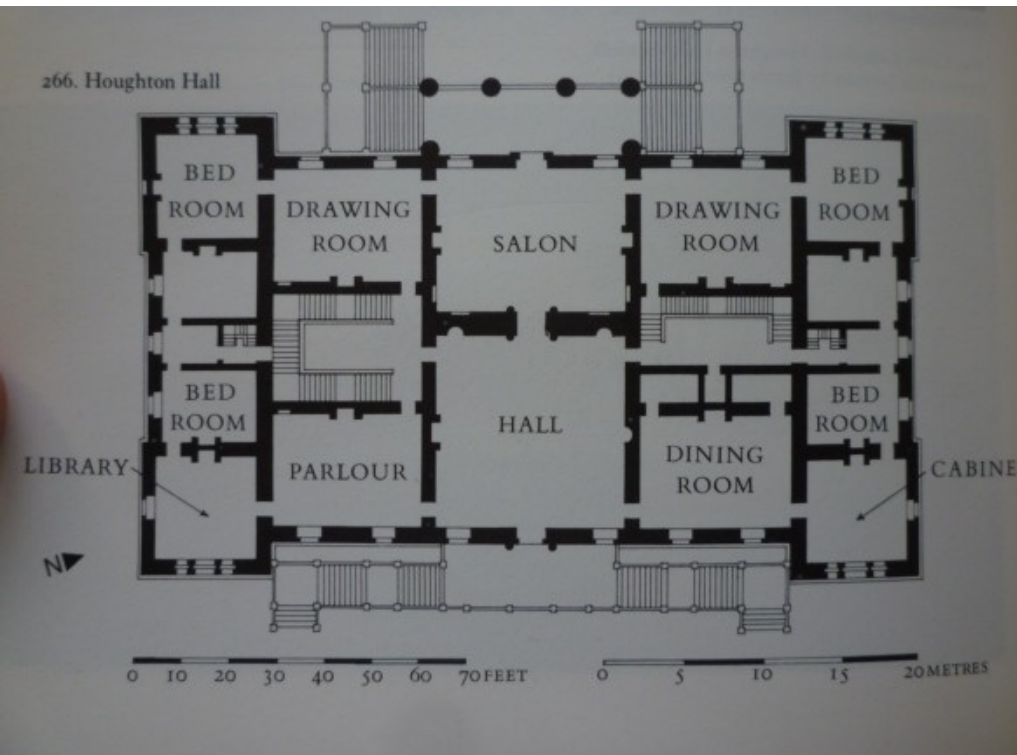 266. Houghton Hall
BED
ROOM
DRAWING
ROOM
SALON
DRAWING
ROOM
BED
ROOM
BED
ROOM
HALL
BED
ROOM
LIBRARY
PARLOUR
DINING
ROOM
CABINE
N
0 10 20 30 40 50 60 70 FEET
0 5 10 15 20 METRES